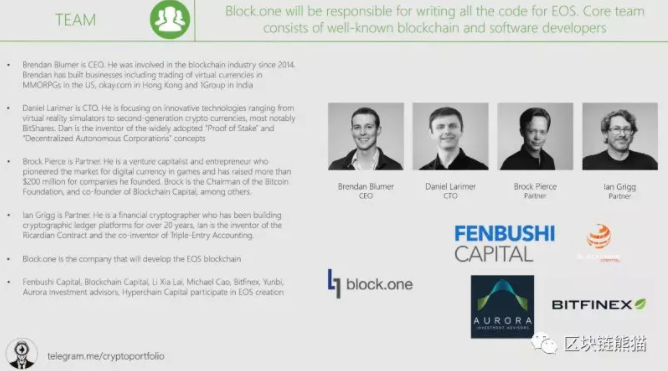 TEAM
Block.one will be responsible for writing all the code for EOS. Core team
consists of well-known blockchain and software developers
Brendan Blumer is CEO. He was involved in the blockchain industry since 2014.
Brendan has built businesses including trading of virtual currencies in
MMORPGs in the US, okay.com in Hong Kong and 1Group in India
Daniel Larimer is CTO. He is focusing on innovative technologies ranging from
virtual reality simulators to second-generation crypto currencies, most notably
BitShares. Dan is the inventor of the widely adopted "Proof of Stake" and
"Decentralized Autonomous Corporations" concepts
Brock Pierce is Partner. He is a venture capitalist and entrepreneur who
pioneered the market for digital currency in games and has raised more than
$200 million for companies he founded. Brock is the Chairman of the Bitcoin
Foundation, and co-founder of Blockchain Capital, among others.
Ian Grigg is Partner. He is a financial cryptographer who has been building
cryptographic ledger platforms for over 20 years. Ian is the inventor of the
Ricardian Contract and the co-inventor of Triple-Entry Accounting.
Block.one is the company that will develop the EOS blockchain
Fenbushi Capital, Blockchain Capital, Li Xia Lai, Michael Cao, Bitfinex, Yunbi,
Aurora Investment advisors, Hyperchain Capital participate in EOS creation
Brendan Blumer
CEO
Daniel Larimer
CTO
Brock Pierce
Partner
Ian Grigg
Partner
FENBUSHI
CAPITAL
block.one
AURORA
INVESTMENT ADVISORS
BITFINEX
区块链熊猫
telegram.me/cryptoportfolio